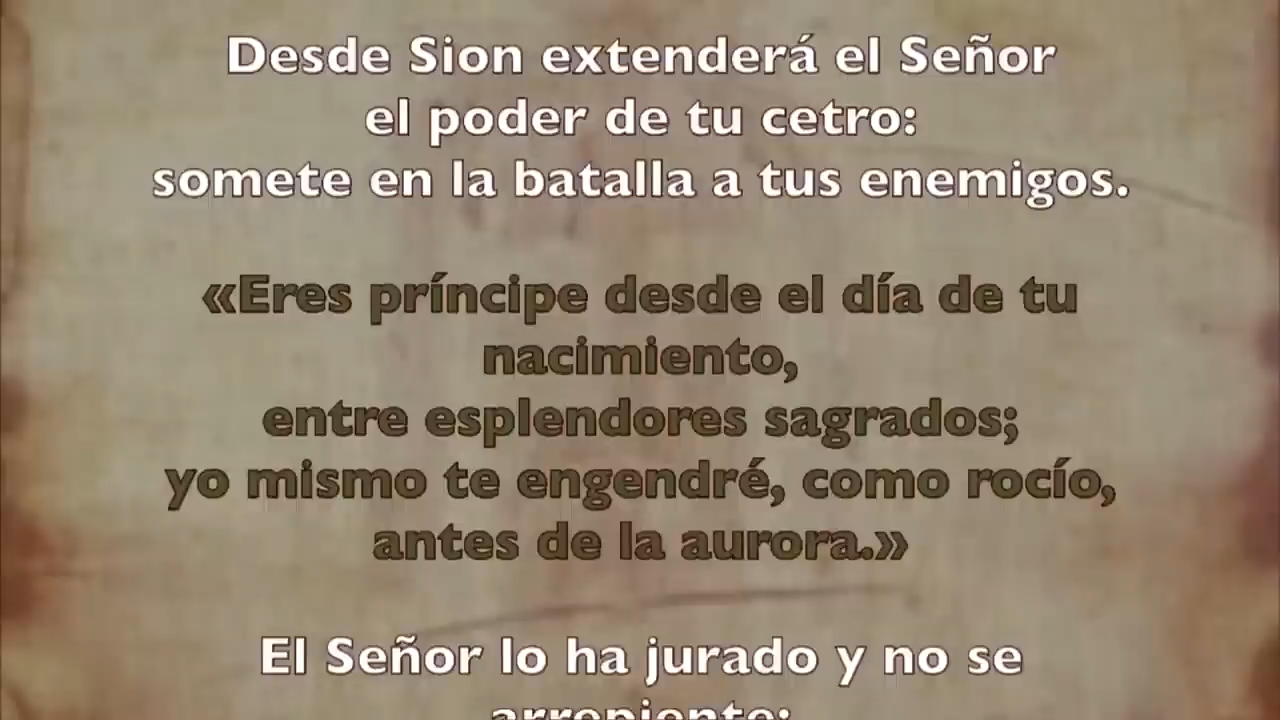 Desde Sion extenderá el Señor
el poder de tu cetro:
somete en la batalla a tus enemigos.
«Eres príncipe desde el día de tu
nacimiento,
entre esplendores sagrados;
yo mismo te engendré, como rocío,
antes de la aurora.»
El Señor lo ha jurado y no se
arrepiente: